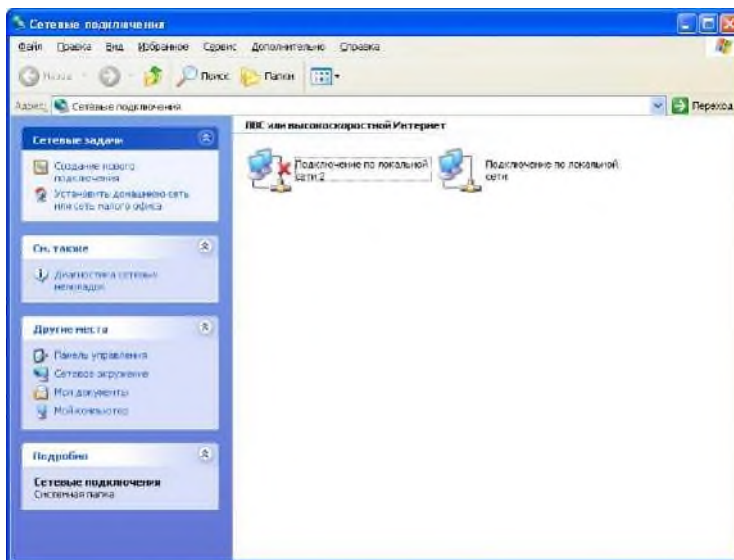 Сетевые подключения
Файл Правка Вид Избранное Сервис Дополнительно Справка
Назад Поиск Папки
Адрес: Сетевые подключения Переход
ЛВС или высокоскоростной Интернет
Подключение по локальной
сети 2
Подключение по локальной
сети
Сетевые задачи
Создание нового
подключения
Установить домашнюю сеть
или сеть малого офиса
См. также
Диагностика сетевых
неполадок
Другие места
Панель управления
Сетевое окружение
Мои документы
Мой компьютер
Подробно
Сетевые подключения
Системная папка